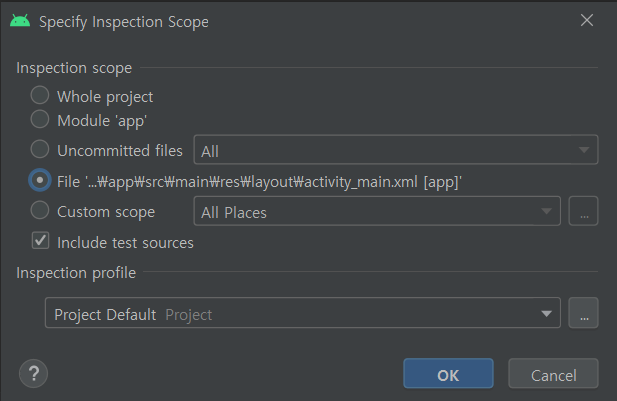 Specify Inspection Scope
Inspection scope
Whole project
Module 'app'
Uncommitted files All
File '...₩app₩src₩main₩res₩layout₩activity_main.xml [app]'
Custom scope All Places ...
Include test sources
Inspection profile
Project Default Project ...
? OK Cancel